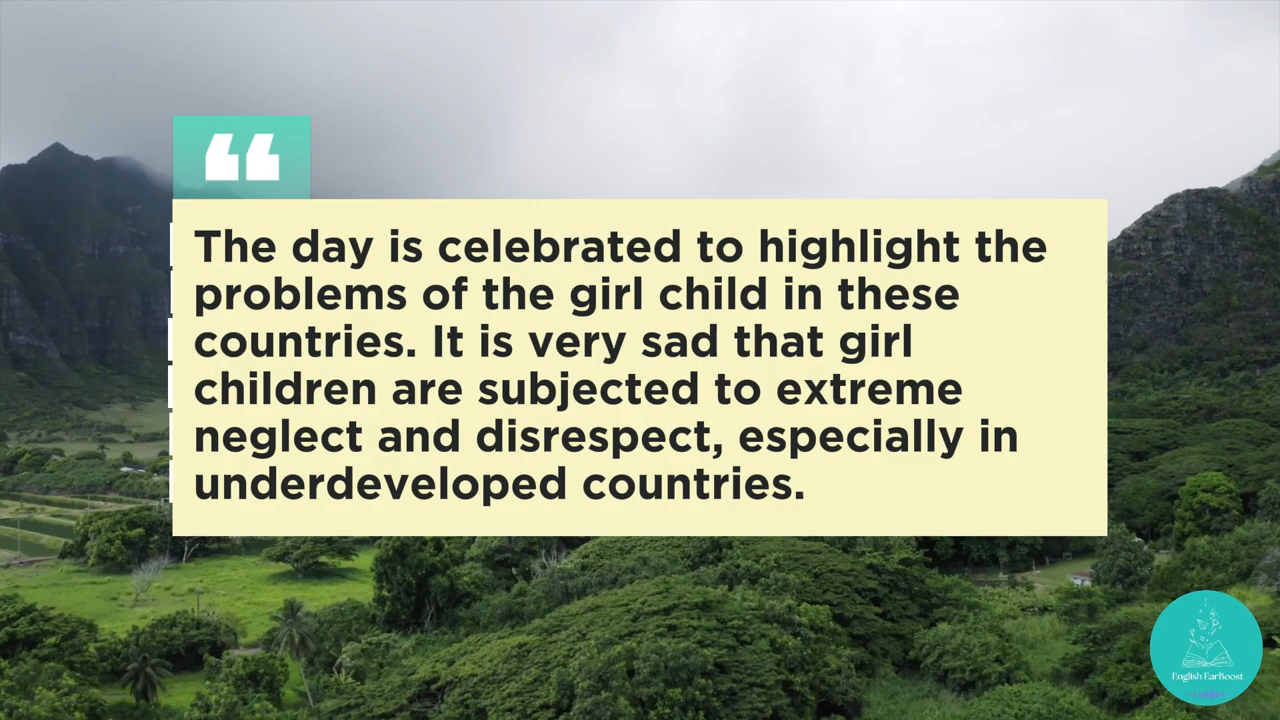 The day is celebrated to highlight the
problems of the girl child in these
countries. It is very sad that girl
children are subjected to extreme
neglect and disrespect, especially in
underdeveloped countries.
English EarBoost